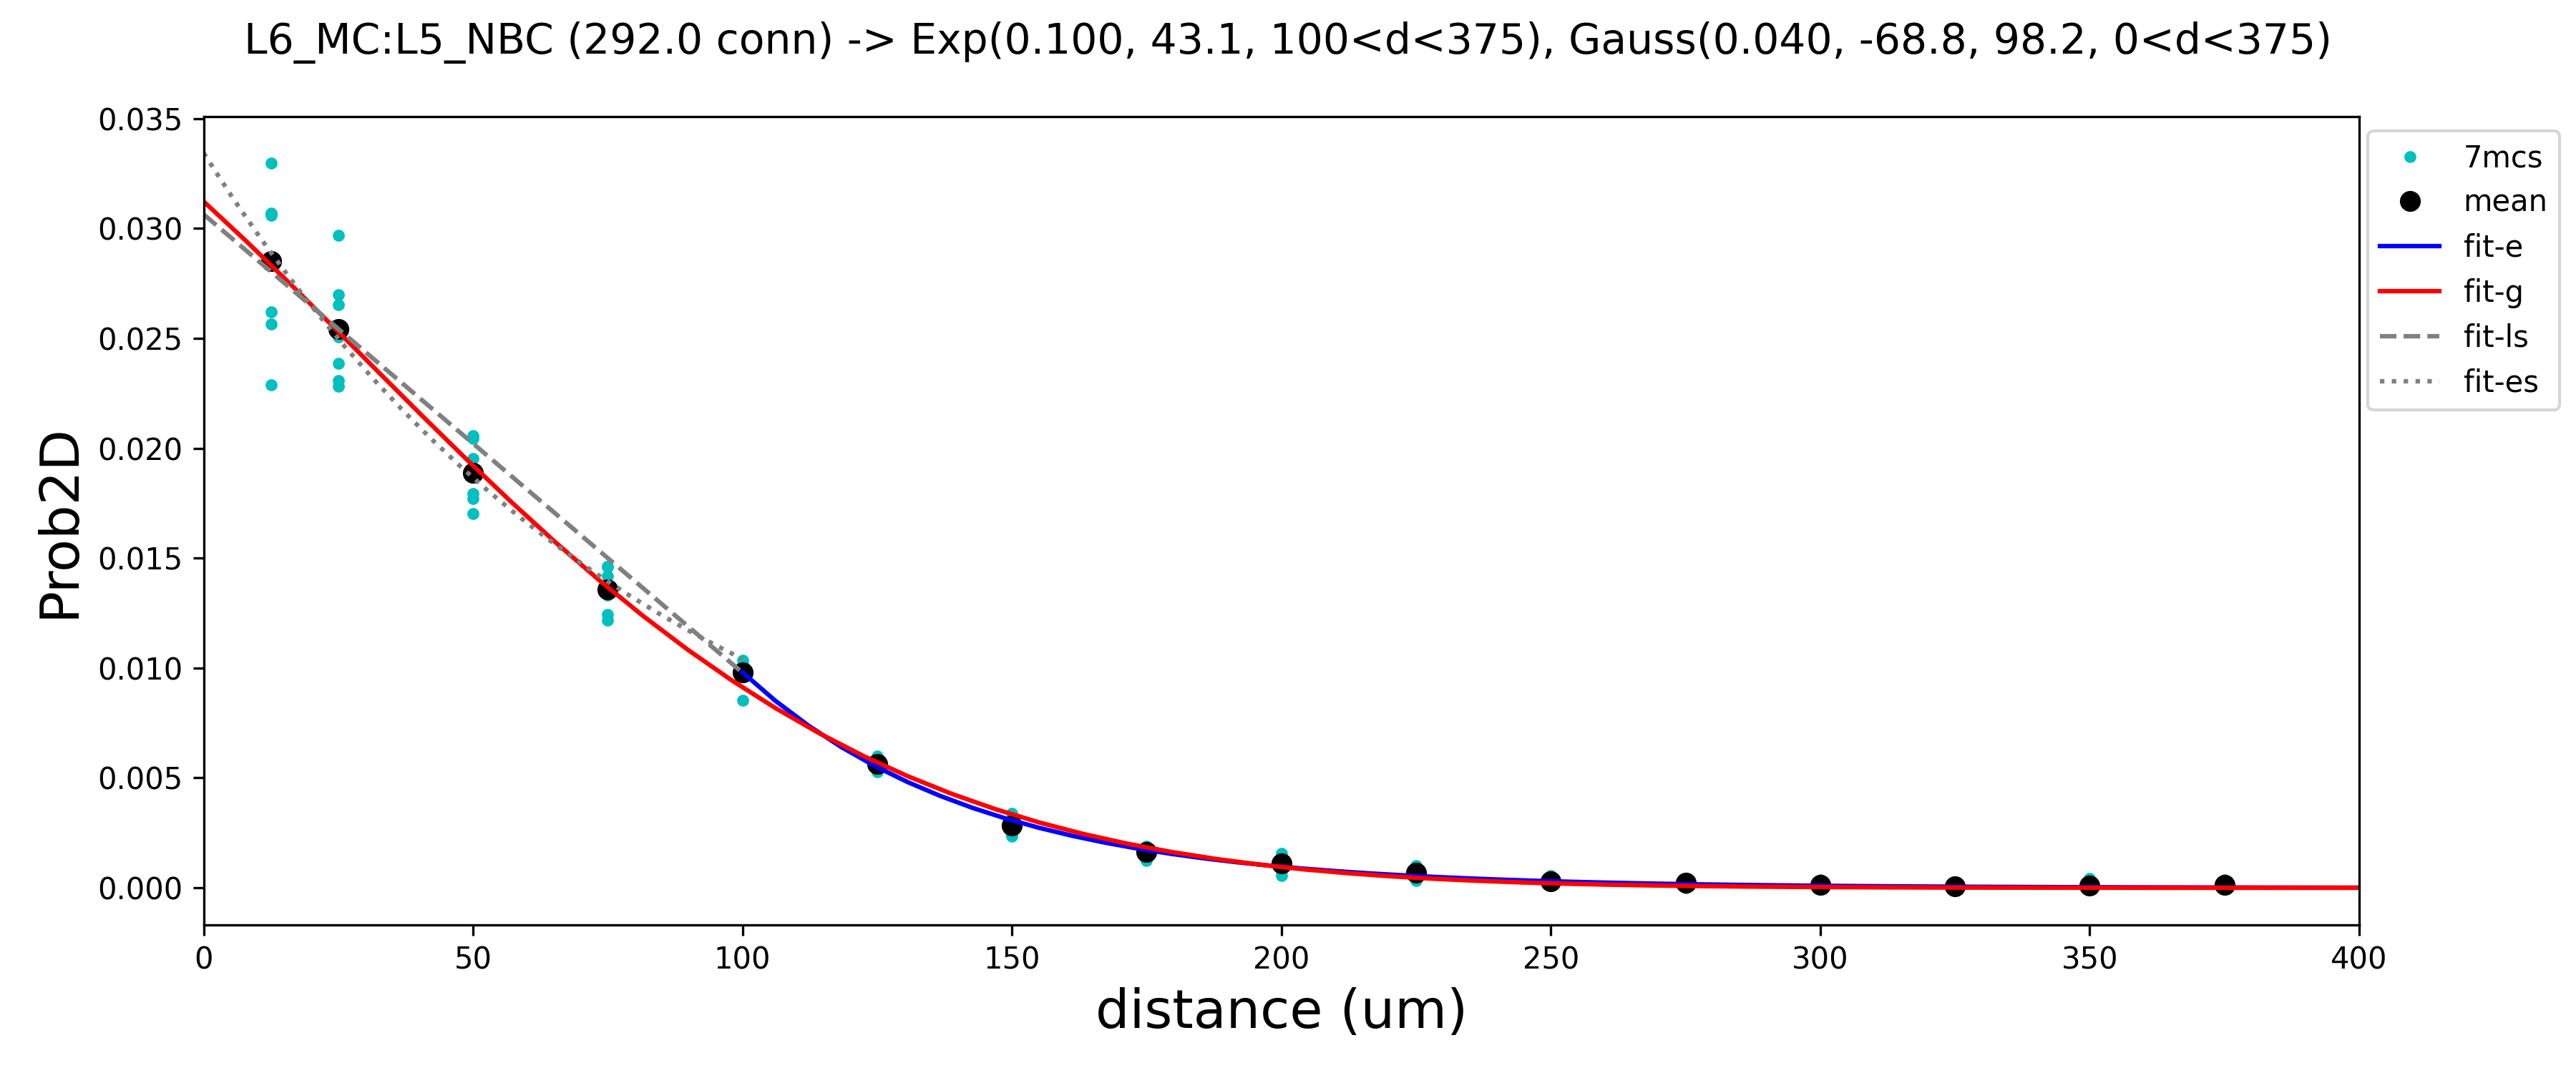 L6_MC:L5_NBC (292.0 conn) -> Exp(0.100, 43.1, 100<d<375), Gauss(0.040, -68.8, 98.2, 0<d<375)
0.035
0.030
0.025
0.020
0.015
0.010
0.005
0.000
Prob2D
0 50 100 150 200 250 300 350 400
distance (um)
7mcs
mean
fit-e
fit-g
fit-ls
fit-es